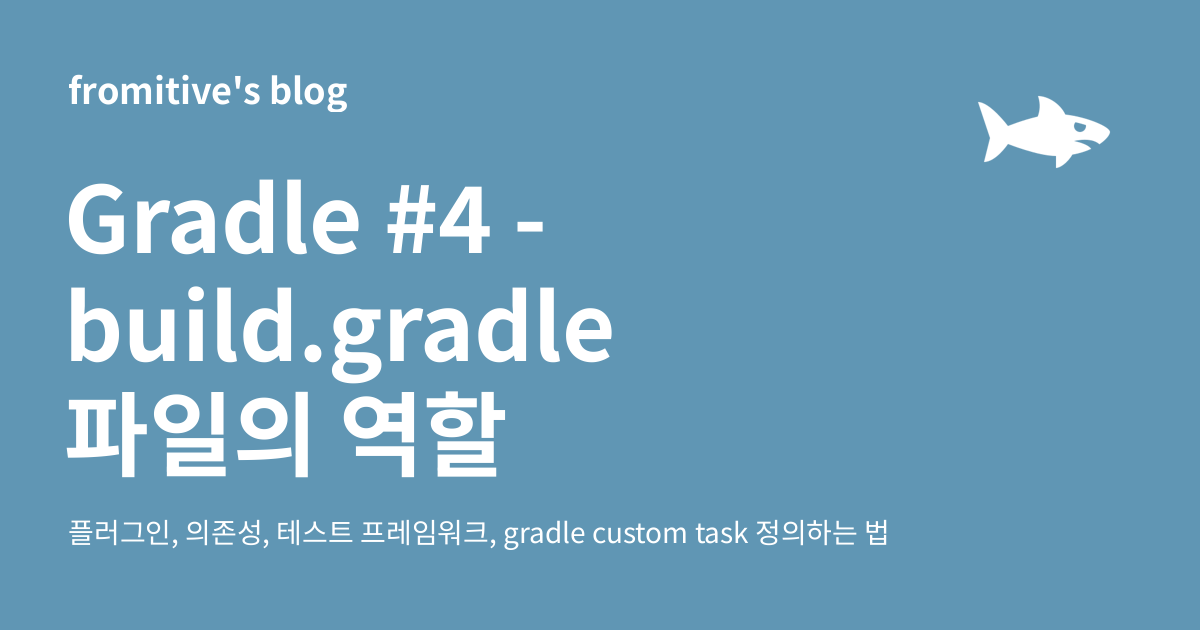 fromitive's blog
Gradle #4 -
build.gradle
파일의 역할
플러그인, 의존성, 테스트 프레임워크, gradle custom task 정의하는 법